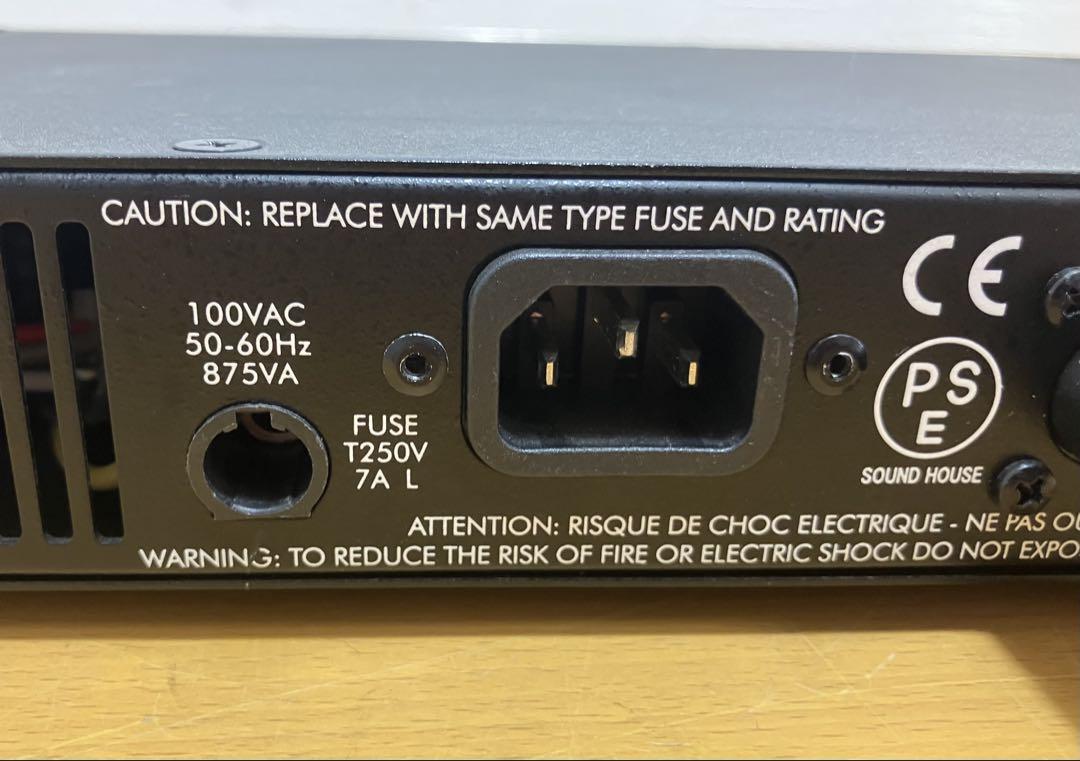 CAUTION: REPLACE WITH SAME TYPE FUSE AND RATING
100VAC
50-60Hz
875VA
FUSE
T250V
7A L
CE
PS
E
SOUND HOUSE
ATTENTION: RISQUE DE CHOC ELECTRIQUE - NE PAS
WARNING: TO REDUCE THE RISK OF FIRE OR ELECTRIC SHOCK DO NOT